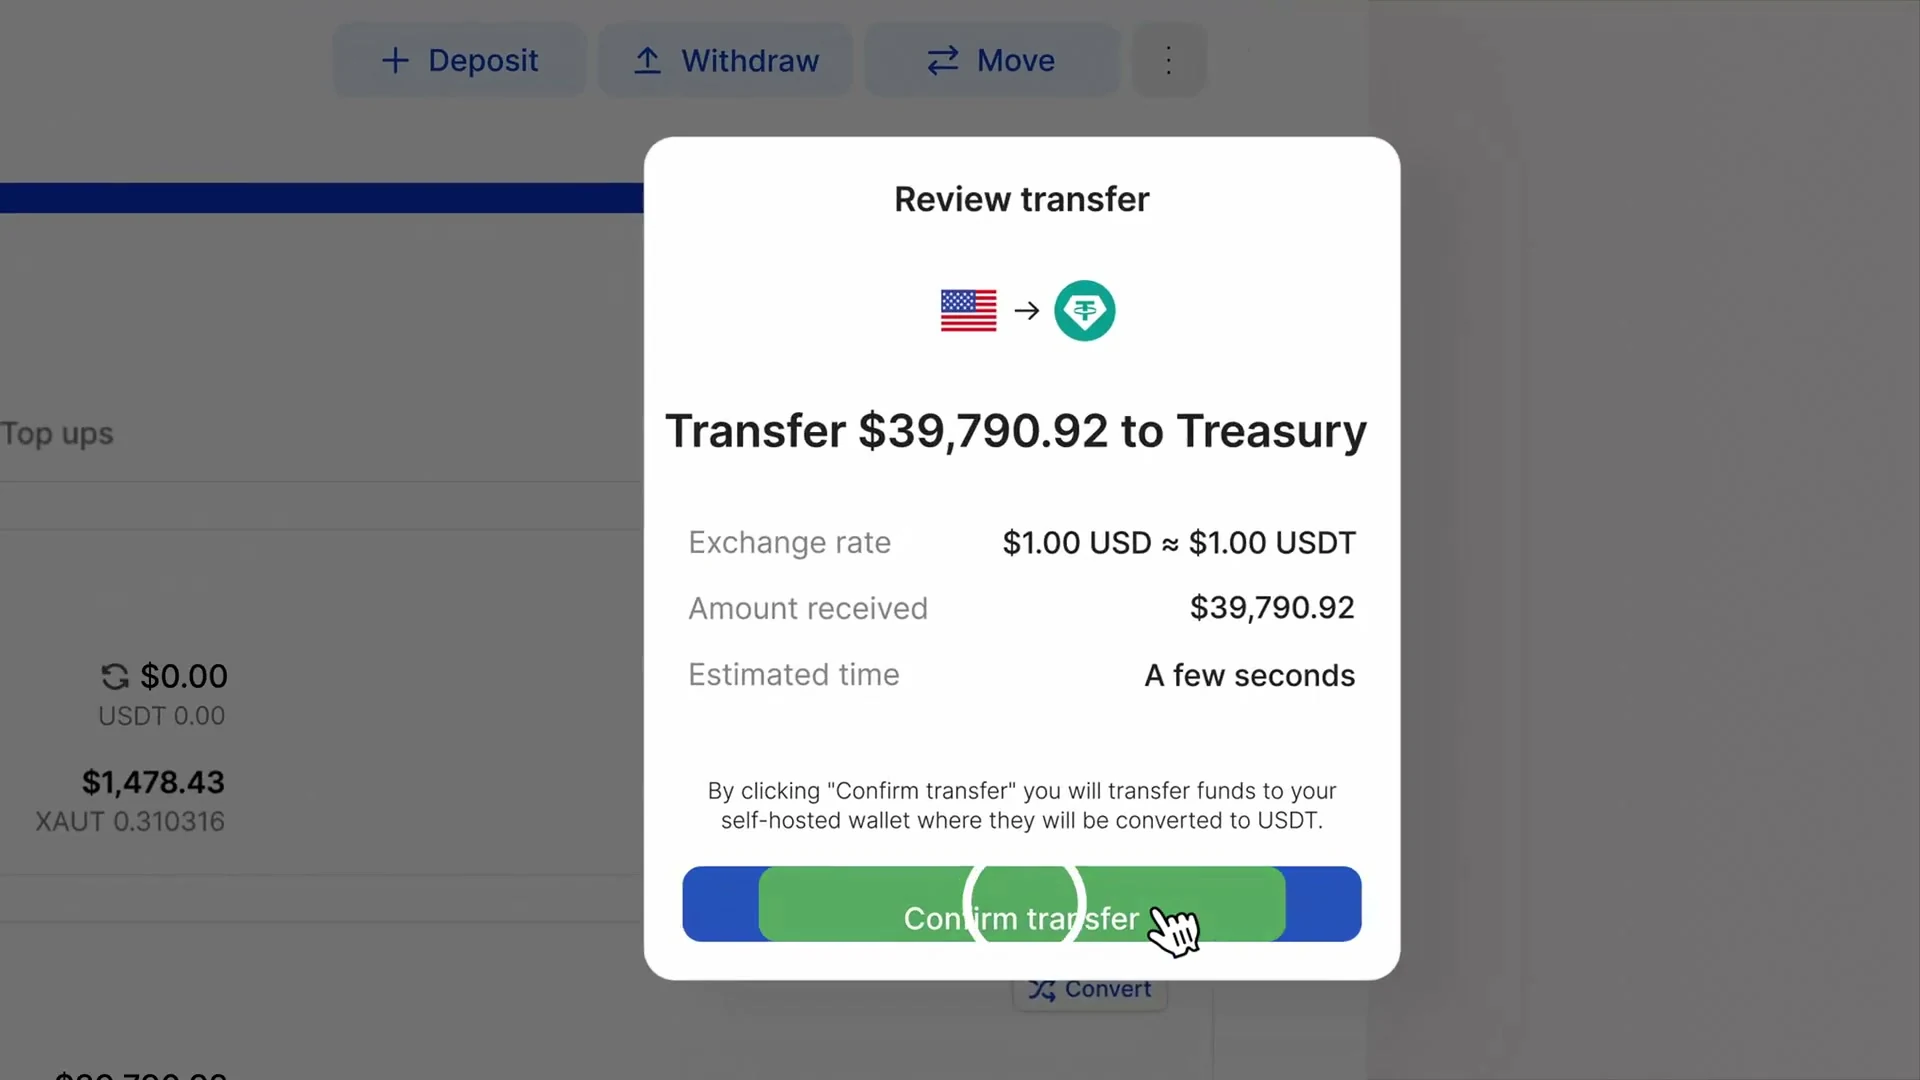 Deposit
Withdraw
Move
Review transfer
Transfer $39,790.92 to Treasury
Top ups
Exchange rate $1.00 USD ≈ $1.00 USDT
Amount received $39,790.92
Estimated time A few seconds
$0.00
USDT 0.00
$1,478.43
XAUT 0.310316
By clicking "Confirm transfer" you will transfer funds to your
self-hosted wallet where they will be converted to USDT.
Confirm transfer
Convert